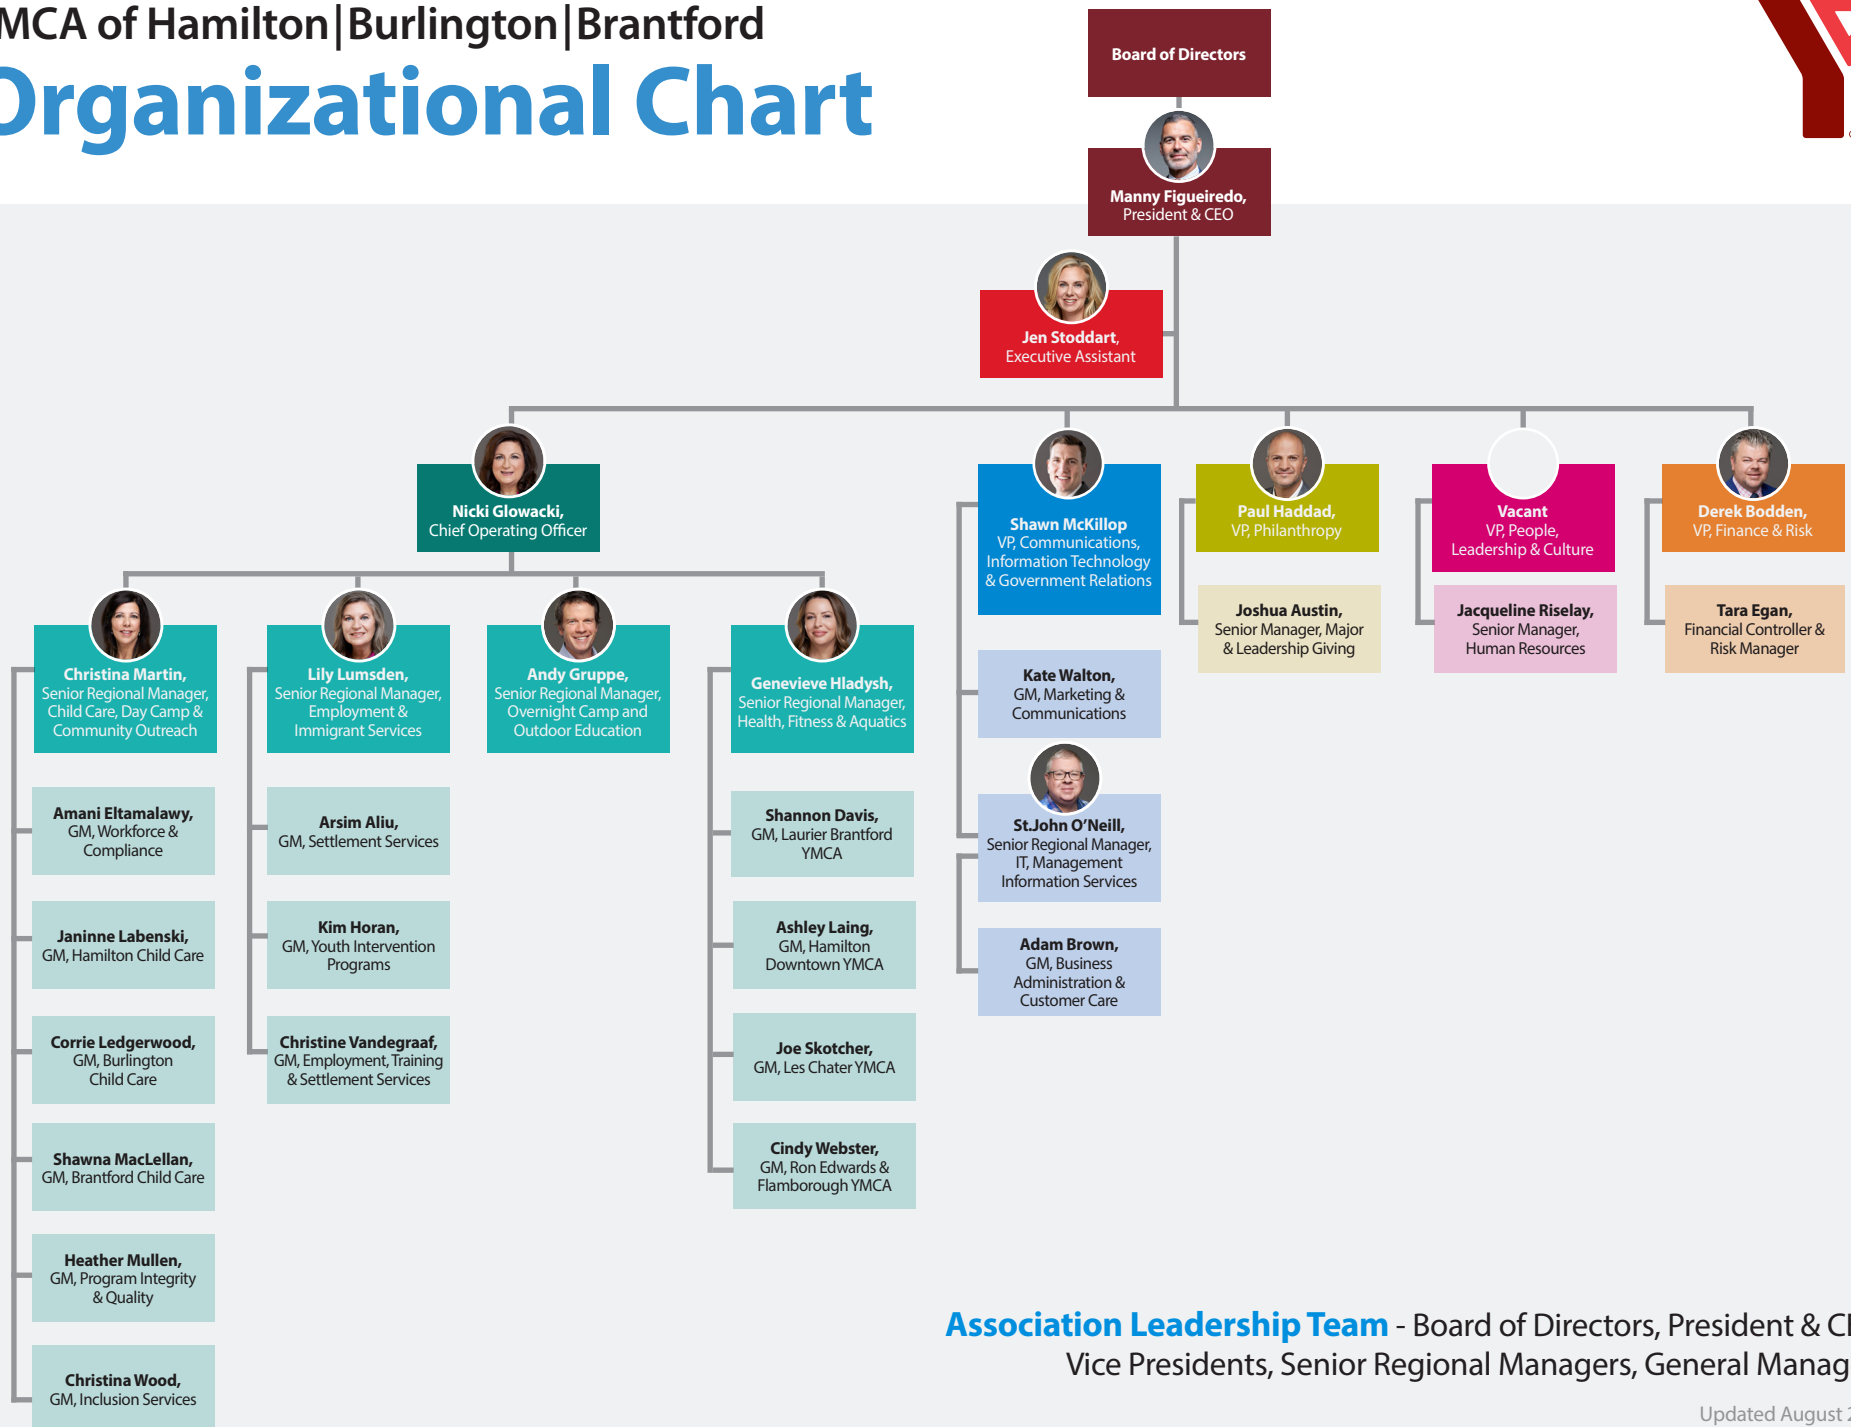 MCA of Hamilton|Burlington|Brantford
Organizational Chart
Board of Directors
Manny Figueiredo,
President & CEO
Jen Stoddart,
Executive Assistant
Nicki Glowacki,
Chief Operating Officer
Shawn McKillop
VP, Communications,
Information Technology
& Government Relations
Paul Haddad,
VP, Philanthropy
Vacant
VP, People,
Leadership & Culture
Derek Bodden,
VP, Finance & Risk
Joshua Austin,
Senior Manager, Major
& Leadership Giving
Jacqueline Riselay,
Senior Manager,
Human Resources
Tara Egan,
Financial Controller &
Risk Manager
Christina Martin,
Senior Regional Manager,
Child Care, Day Camp &
Community Outreach
Lily Lumsden,
Senior Regional Manager,
Employment &
Immigrant Services
Andy Gruppe,
Senior Regional Manager,
Overnight Camp and
Outdoor Education
Genevieve Hladysh,
Senior Regional Manager,
Health, Fitness & Aquatics
Kate Walton,
GM, Marketing &
Communications
St.John O'Neill,
Senior Regional Manager,
IT, Management
Information Services
Adam Brown,
GM, Business
Administration &
Customer Care
Amani Eltamalawy,
GM, Workforce &
Compliance
Janinne Labenski,
GM, Hamilton Child Care
Corrie Ledgerwood,
GM, Burlington
Child Care
Shawna MacLellan,
GM, Brantford Child Care
Heather Mullen,
GM, Program Integrity
& Quality
Christina Wood,
GM, Inclusion Services
Arsim Aliu,
GM, Settlement Services
Kim Horan,
GM, Youth Intervention
Programs
Christine Vandegraaf,
GM, Employment, Training
& Settlement Services
Shannon Davis,
GM, Laurier Brantford
YMCA
Ashley Laing,
GM, Hamilton
Downtown YMCA
Joe Skotcher,
GM, Les Chater YMCA
Cindy Webster,
GM, Ron Edwards &
Flamborough YMCA
Association Leadership Team - Board of Directors, President &
Vice Presidents, Senior Regional Managers, General Manag
Updated August